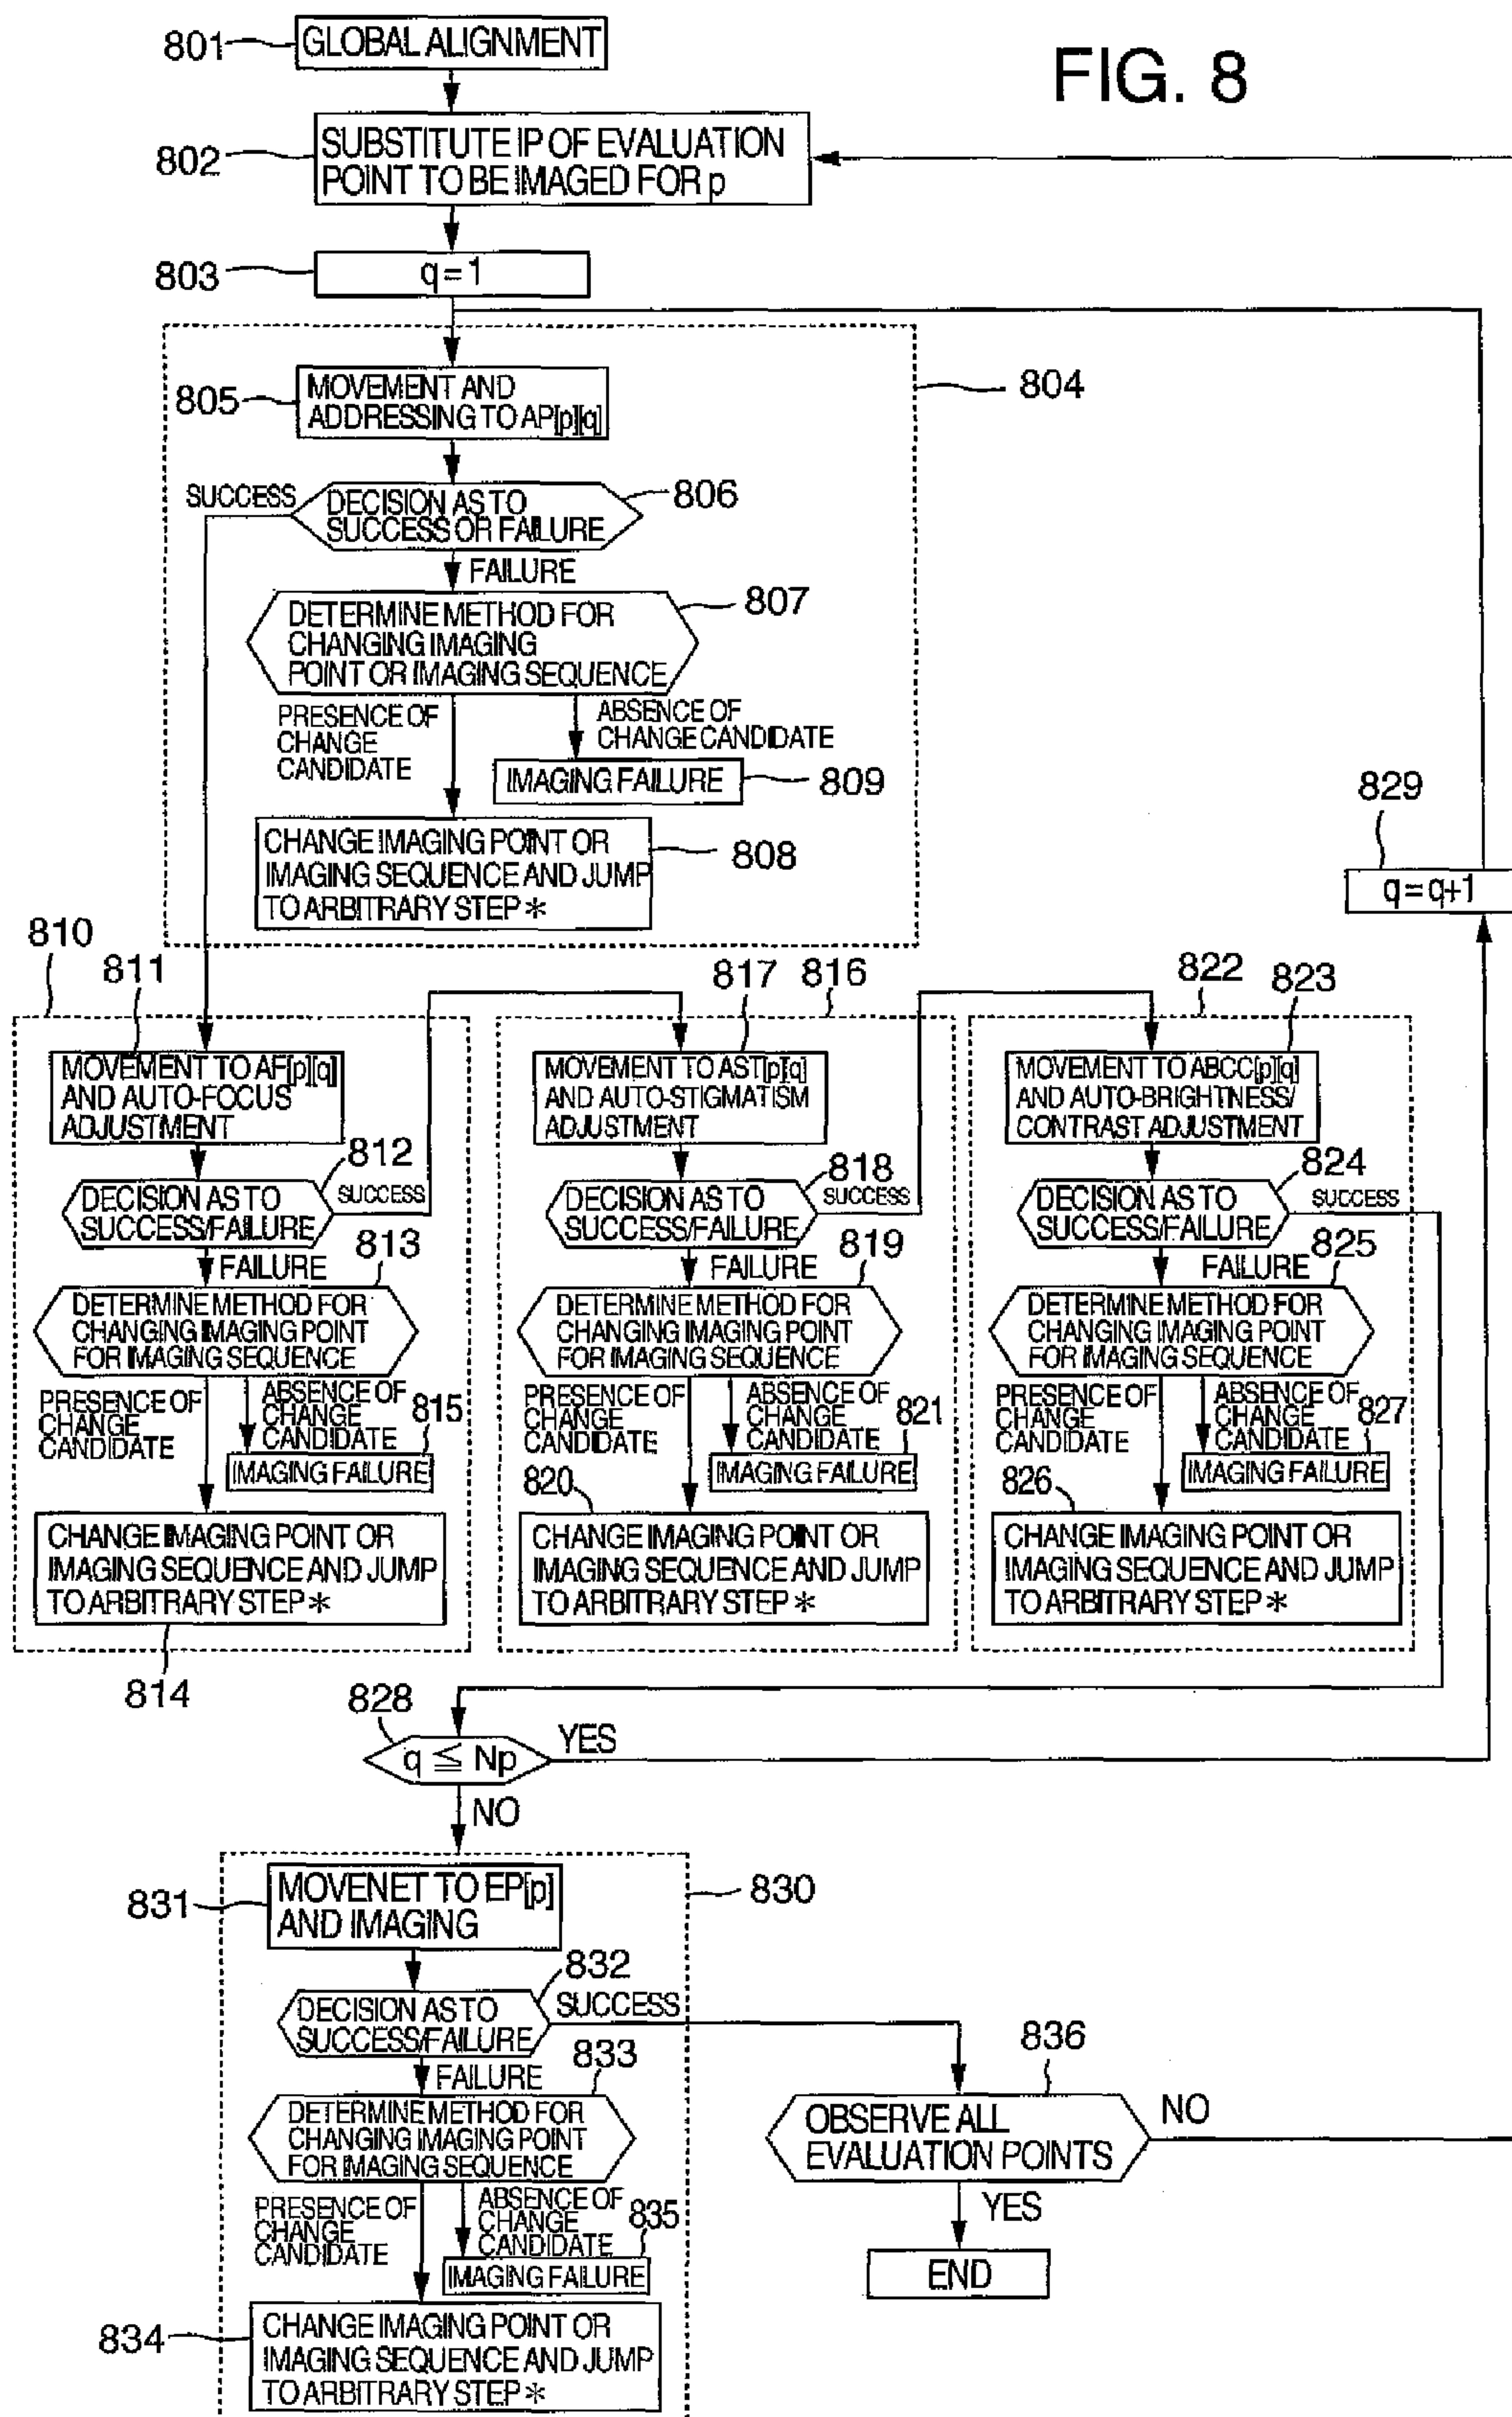 FIG. 8
801
GLOBAL ALIGNMENT
802
SUBSTITUTE IP OF EVALUATION
POINT TO BE IMAGED FOR p
803
q=1
804
805
MOVEMENT AND
ADDRESSING TO AP[p][q]
SUCCESS
DECISION AS TO
SUCCESS OR FAILURE
806
FAILURE
DETERMINE METHOD FOR
CHANGING IMAGING
POINT OR IMAGING SEQUENCE
807
PRESENCE OF
CHANGE
CANDIDATE
ABSENCE OF
CHANGE CANDIDATE
IMAGING FAILURE
809
CHANGE IMAGING POINT OR
IMAGING SEQUENCE AND JUMP
TO ARBITRARY STEP *
808
829
q=q+1
810
811
MOVEMENT TO AF[p][q]
AND AUTO-FOCUS
ADJUSTMENT
812
DECISION AS TO
SUCCESS/FAILURE
SUCCESS
813
FAILURE
DETERMINE METHOD FOR
CHANGING IMAGING POINT
FOR IMAGING SEQUENCE
PRESENCE OF
CHANGE
CANDIDATE
ABSENCE OF
CHANGE
CANDIDATE
815
IMAGING FAILURE
CHANGE IMAGING POINT OR
IMAGING SEQUENCE AND JUMP
TO ARBITRARY STEP *
814
817
816
MOVEMENT TO AST[p][q]
AND AUTO-STIGMATISM
ADJUSTMENT
818
DECISION AS TO
SUCCESS/FAILURE
SUCCESS
819
FAILURE
DETERMINE METHOD FOR
CHANGING IMAGING POINT
FOR IMAGING SEQUENCE
PRESENCE OF
CHANGE
CANDIDATE
ABSENCE OF
CHANGE
CANDIDATE
821
IMAGING FAILURE
820
CHANGE IMAGING POINT OR
IMAGING SEQUENCE AND JUMP
TO ARBITRARY STEP *
822
823
MOVEMENT TO ABCC[p][q]
AND AUTO-BRIGHTNESS/
CONTRAST ADJUSTMENT
824
DECISION AS TO
SUCCESS/FAILURE
SUCCESS
825
FAILURE
DETERMINE METHOD FOR
CHANGING IMAGING POINT
FOR IMAGING SEQUENCE
PRESENCE OF
CHANGE
CANDIDATE
ABSENCE OF
CHANGE
CANDIDATE
827
IMAGING FAILURE
826
CHANGE IMAGING POINT OR
IMAGING SEQUENCE AND JUMP
TO ARBITRARY STEP *
828
q ≦ Np
YES
NO
830
831
MOVENET TO EP[p]
AND IMAGING
832
DECISION AS TO
SUCCESS/FAILURE
SUCCESS
833
FAILURE
DETERMINE METHOD FOR
CHANGING IMAGING POINT
FOR IMAGING SEQUENCE
PRESENCE OF
CHANGE
CANDIDATE
ABSENCE OF
CHANGE
CANDIDATE
835
IMAGING FAILURE
834
CHANGE IMAGING POINT OR
IMAGING SEQUENCE AND JUMP
TO ARBITRARY STEP *
836
OBSERVE ALL
EVALUATION POINTS
NO
YES
END